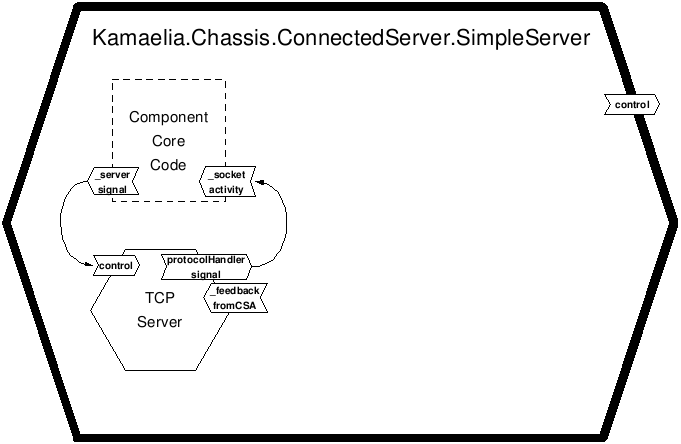 Kamaelia.Chassis.ConnectedServer.SimpleServer
control
Component
Core
Code
_server
signal
_socket
activity
control
protocolHandler
signal
_feedback
fromCSA
TCP
Server